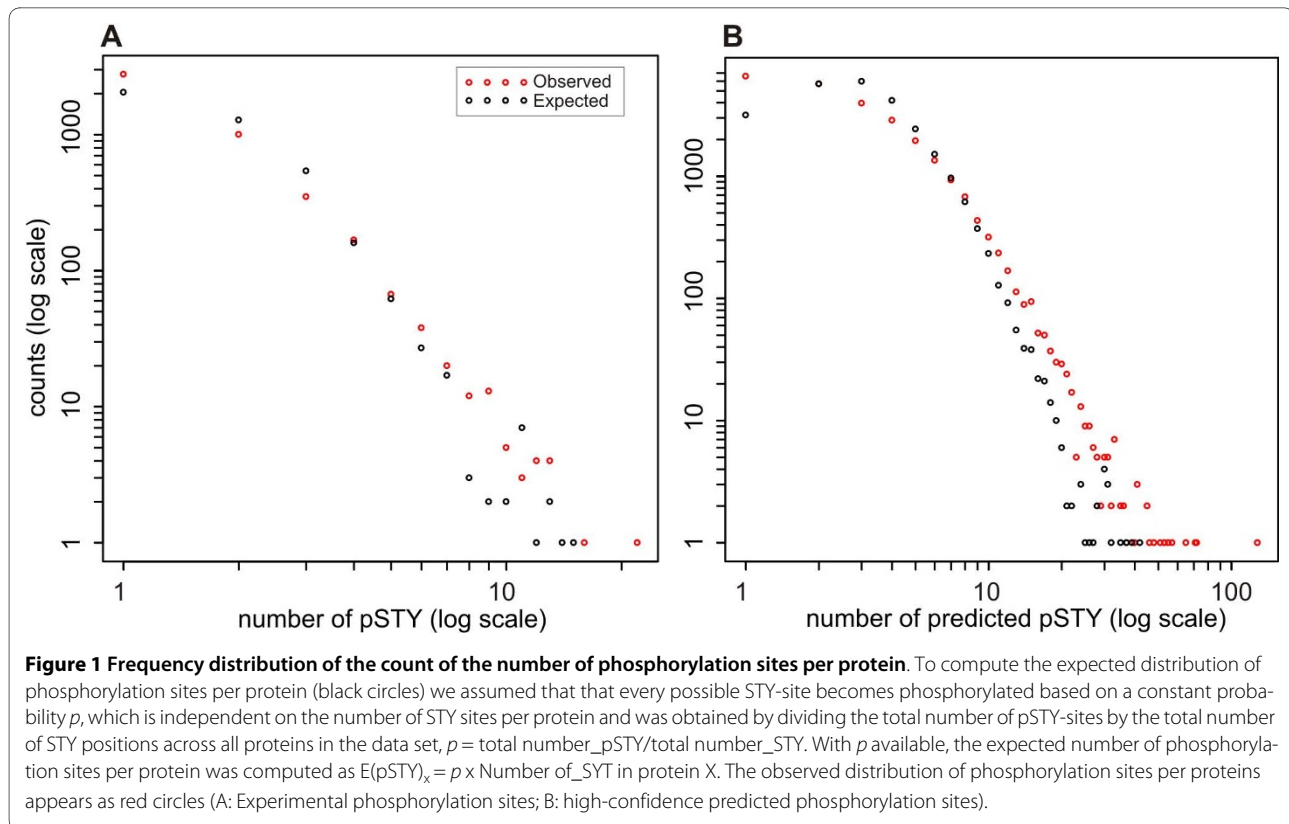 A
B
Observed
Expected
counts (log scale)
1000
100
10
1
1
10
number of pSTY (log scale)
1000
100
10
1
1
10
100
number of predicted pSTY (log scale)
Figure 1 Frequency distribution of the count of the number of phosphorylation sites per protein. To compute the expected distribution of
phosphorylation sites per protein (black circles) we assumed that that every possible STY-site becomes phosphorylated based on a constant proba-
bility p, which is independent on the number of STY sites per protein and was obtained by dividing the total number of pSTY-sites by the total number
of STY positions across all proteins in the data set, p = total number_pSTY/total number_STY. With p available, the expected number of phosphoryla-
tion sites per protein was computed as E(pSTY)x = p x Number of_SYT in protein X. The observed distribution of phosphorylation sites per proteins
appears as red circles (A: Experimental phosphorylation sites; B: high-confidence predicted phosphorylation sites).